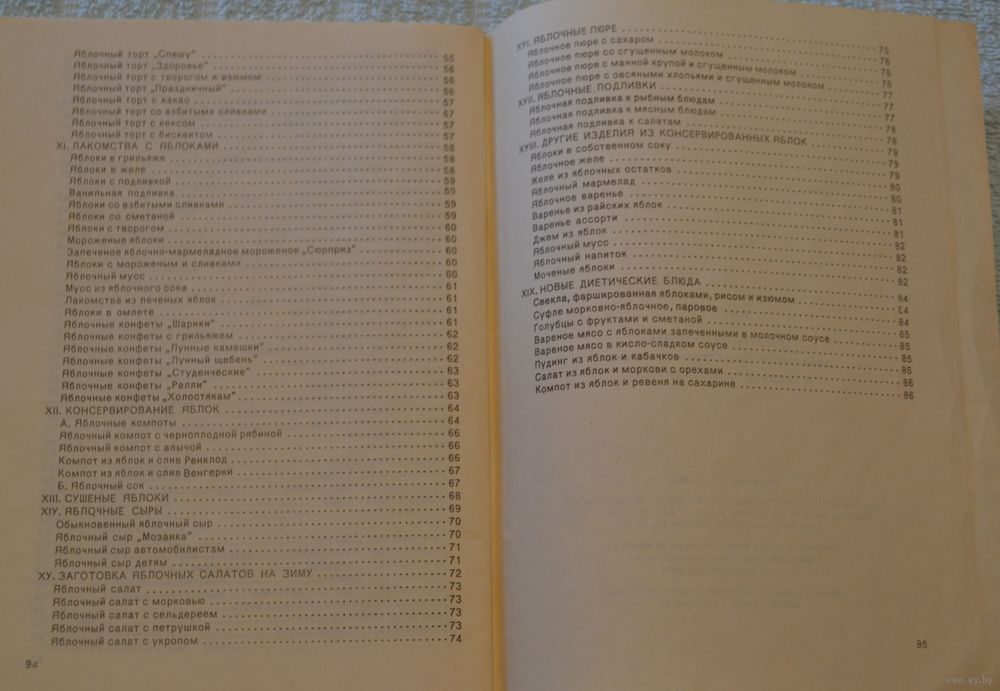 Яблочный торт „Спешу" 55
Яблочный торт „Здоровье" 56
Яблочный торт с творогом и изюмом 56
Яблочный торт „Праздничный" 56
Яблочный торт с какао 57
Яблочный торт со взбитыми сливками 57
Яблочный торт с кексом 57
Яблочный торт с бисквитом 57
XI. ЛАКОМСТВА С ЯБЛОКАМИ 58
Яблоки в грильяже 58
Яблоки в желе 58
Яблоки с подливкой 59
Ванильная подливка 59
Яблоки со взбитыми сливками 59
Яблоки со сметаной 59
Яблоки с творогом 60
Мороженые яблоки 60
Запеченое яблочно-мармеладное мороженое „Сюрприз" 60
Яблоки с мороженым и сливками 60
Яблочный мусс 60
Мусс из яблочного сока 61
Лакомства из печеных яблок 61
Яблоки в омлете 61
Яблочные конфеты „Шарики" 61
Яблочные конфеты с грильяжем 62
Яблочные конфеты „Лунные камешки" 62
Яблочные конфеты „Лунный щебень" 62
Яблочные конфеты „Студенческие" 63
Яблочные конфеты „Ралли" 63
Яблочные конфеты „Холостякам" 63
XII. КОНСЕРВИРОВАНИЕ ЯБЛОК 64
А. Яблочные компоты 64
Яблочный компот с черноплодной рябиной 66
Яблочный компот с алычой 66
Компот из яблок и слив Ренклод 66
Компот из яблок и слив Венгерки 67
Б. Яблочный сок 67
XIII. СУШЕНЫЕ ЯБЛОКИ 68
XIУ. ЯБЛОЧНЫЕ СЫРЫ 69
Обыкновенный яблочный сыр 70
Яблочный сыр „Мозаика" 70
Яблочный сыр автомобилистам 71
Яблочный сыр детям 71
XУ. ЗАГОТОВКА ЯБЛОЧНЫХ САЛАТОВ НА ЗИМУ 72
Яблочный салат 73
Яблочный салат с морковью 73
Яблочный салат с сельдереем 73
Яблочный салат с петрушкой 73
Яблочный салат с укропом 74
94
XУI. ЯБЛОЧНЫЕ ПЮРЕ 75
Яблочное пюре с сахаром 76
Яблочное пюре со сгущенным молоком 76
Яблочное пюре с манной крупой и сгущенным молоком 76
Яблочное пюре с овсяными хлопьями и сгущенным молоком 77
XУII. ЯБЛОЧНЫЕ ПОДЛИВКИ 77
Яблочная подливка к рыбным блюдам 77
Яблочная подливка к мясным блюдам 78
Яблочная подливка к салатам 78
XУIII. ДРУГИЕ ИЗДЕЛИЯ ИЗ КОНСЕРВИРОВАННЫХ ЯБЛОК 79
Яблоки в собственном соку 79
Яблочное желе 79
Желе из яблочных остатков 80
Яблочный мармелад 80
Яблочное варенье 81
Варенье из райских яблок 81
Варенье ассорти 81
Джем из яблок 82
Яблочный мусс 82
Яблочный напиток 82
Моченые яблоки 82
XIX. НОВЫЕ ДИЕТИЧЕСКИЕ БЛЮДА 84
Свекла, фаршированная яблоками, рисом и изюмом 84
Суфле морковно-яблочное, паровое 84
Голубцы с фруктами и сметаной 85
Вареное мясо с яблоками запеченными в молочном соусе 85
Вареное мясо в кисло-сладком соусе 85
Пудинг из яблок и кабачков 86
Салат из яблок и моркови с орехами 86
Компот из яблок и ревеня на сахарине 86
95
www.ay.by